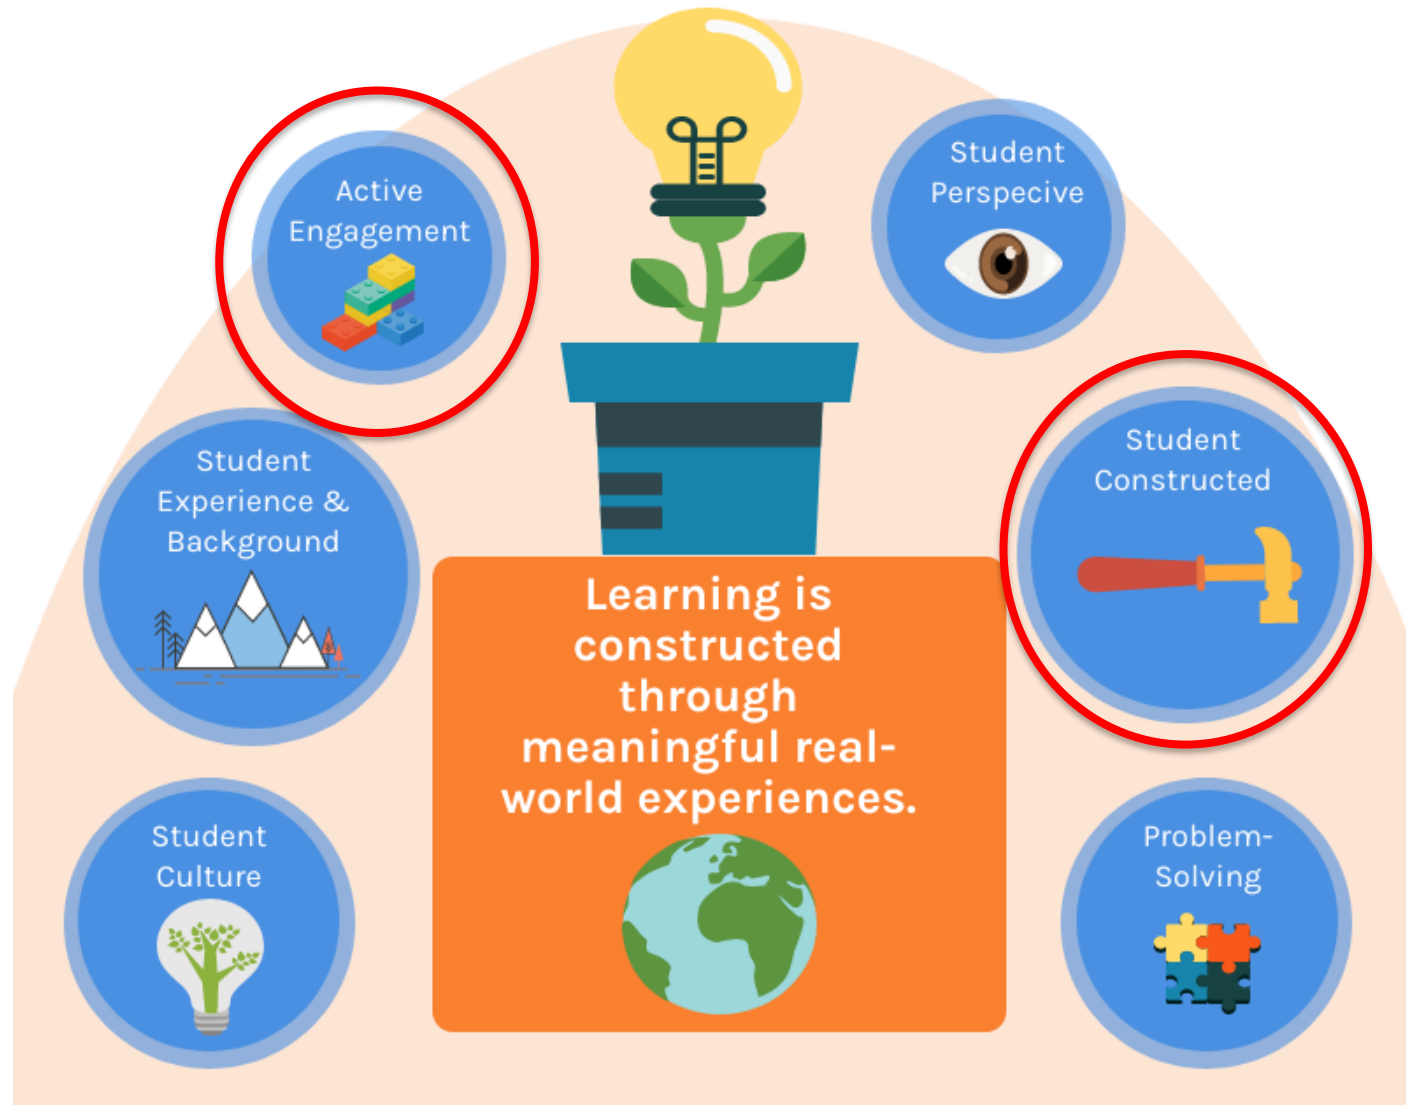 Active
Engagement
Student
Perspecive
Student
Experience &
Background
Student
Constructed
Learning is
constructed
through
meaningful real-
world experiences.
Student
Culture
Problem-
Solving